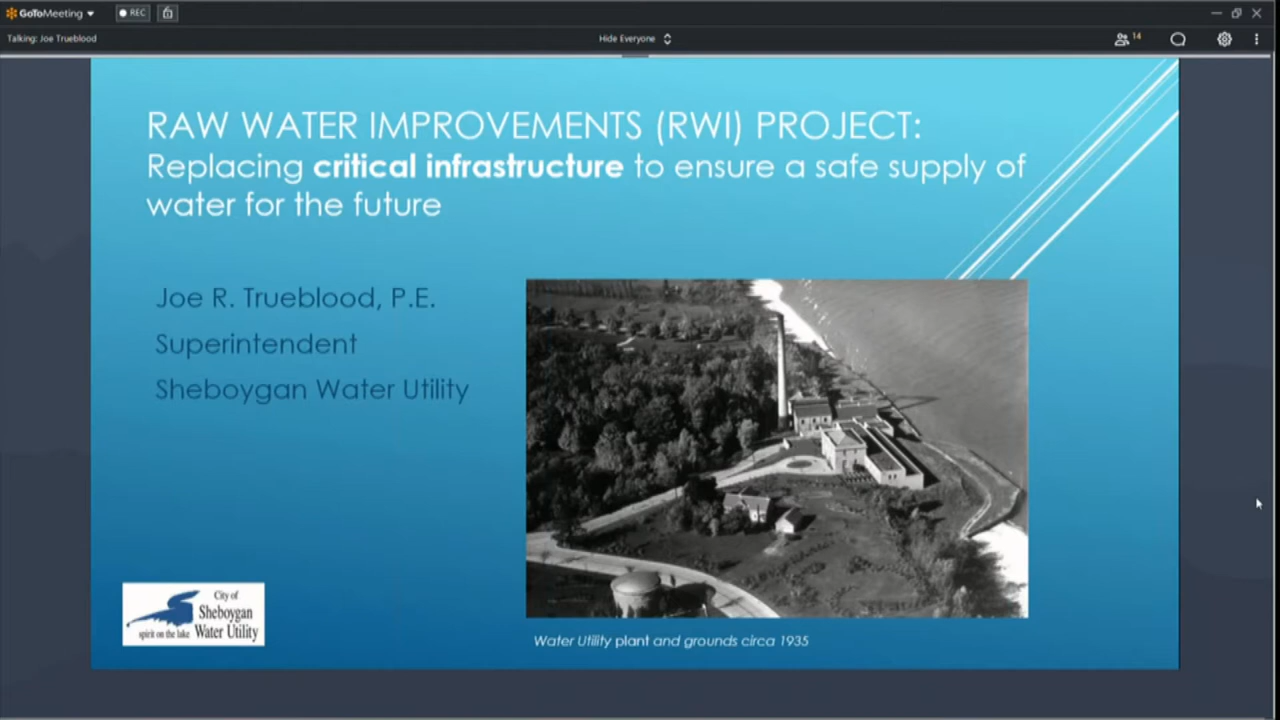 GoToMeeting
REC
Talking: Joe Trueblood
Hide Everyone
14
RAW WATER IMPROVEMENTS (RWI) PROJECT:
Replacing critical infrastructure to ensure a safe supply of
water for the future
Joe R. Trueblood, P.E.
Superintendent
Sheboygan Water Utility
City of
Sheboygan
spirit on the lake Water Utility
Water Utility plant and grounds circa 1935